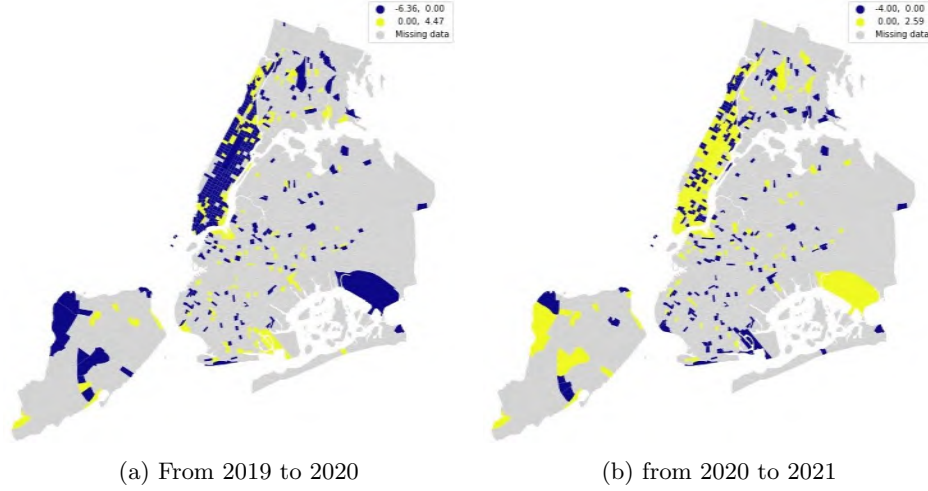 -6.36, 0.00
0.00, 4.47
Missing data
-4.00, 0.00
0.00, 2.59
Missing data
(a) From 2019 to 2020
(b) from 2020 to 2021